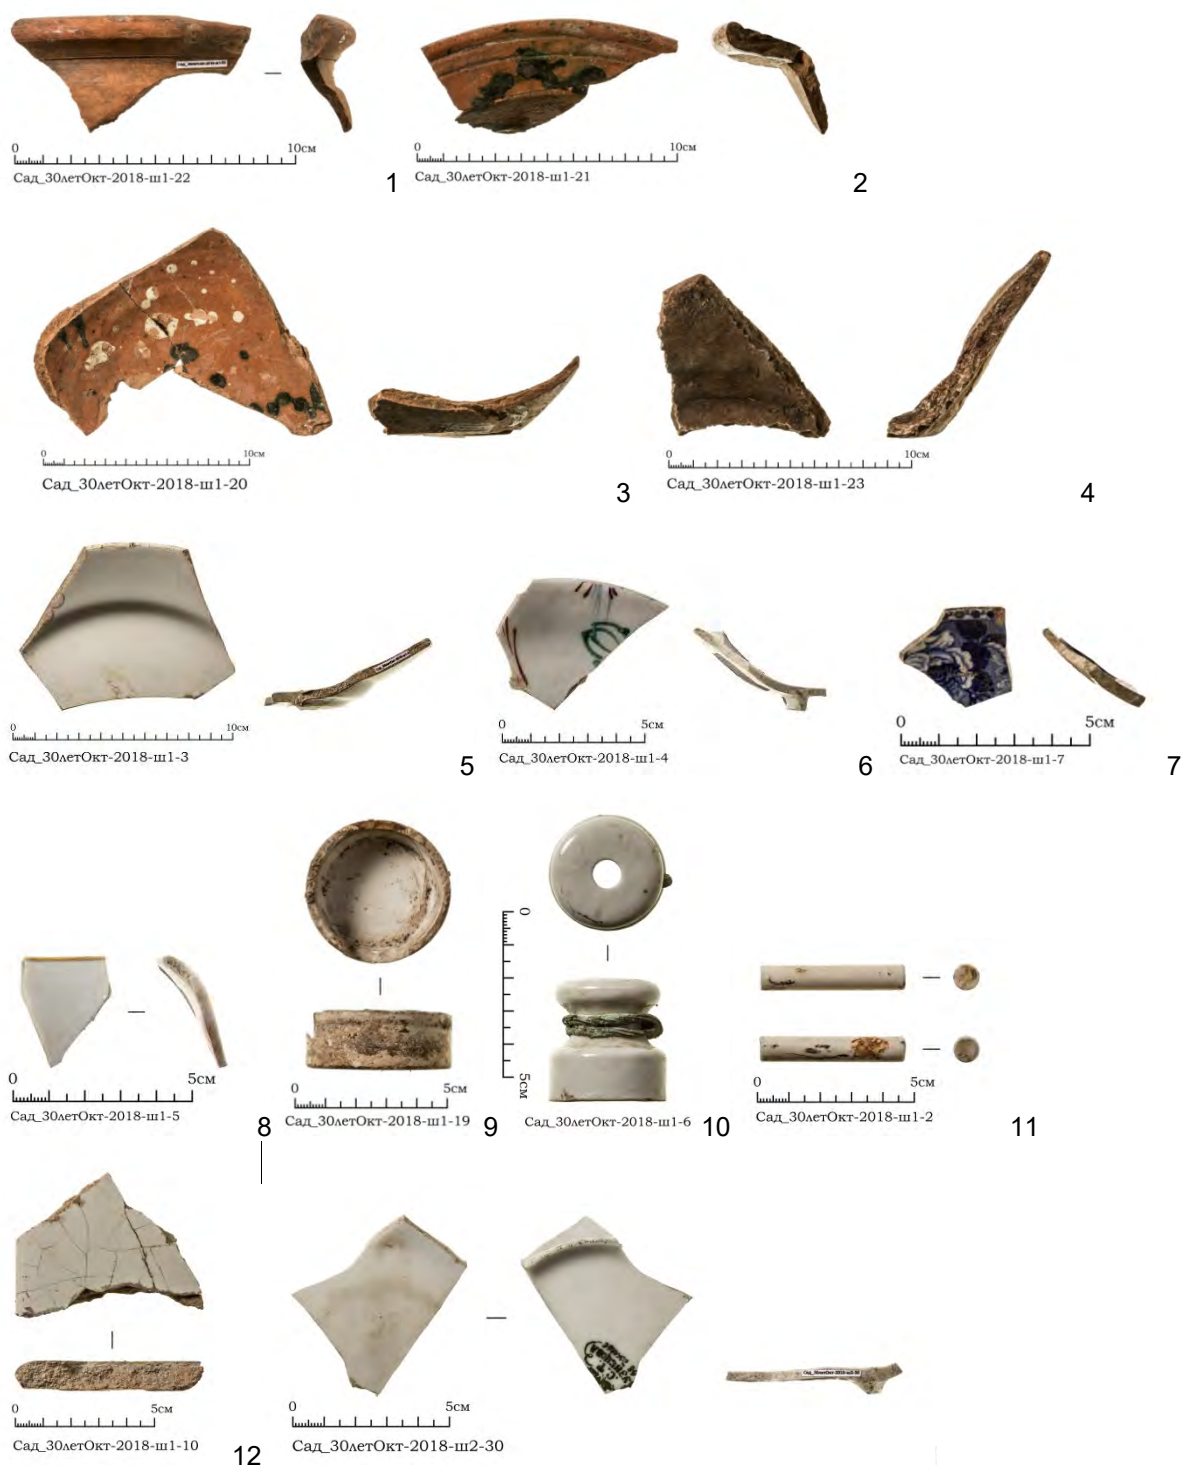 0 10см
Сад_30летОкт-2018-ш1-22
1
0 10см
Сад_30летОкт-2018-ш1-21
2
0 10см
Сад_30летОкт-2018-ш1-20
3
0 10см
Сад_30летОкт-2018-ш1-23
4
0 10см
Сад_30летОкт-2018-ш1-3
5
0 5см
Сад_30летОкт-2018-ш1-4
6
0 5см
Сад_30летОкт-2018-ш1-7
7
0 5см
Сад_30летОкт-2018-ш1-5
8
0 5см
Сад_30летОкт-2018-ш1-19
9
0 5см
Сад_30летОкт-2018-ш1-6
10
0 5см
Сад_30летОкт-2018-ш1-2
11
0 5см
Сад_30летОкт-2018-ш1-10
12
0 5см
Сад_30летОкт-2018-ш2-30